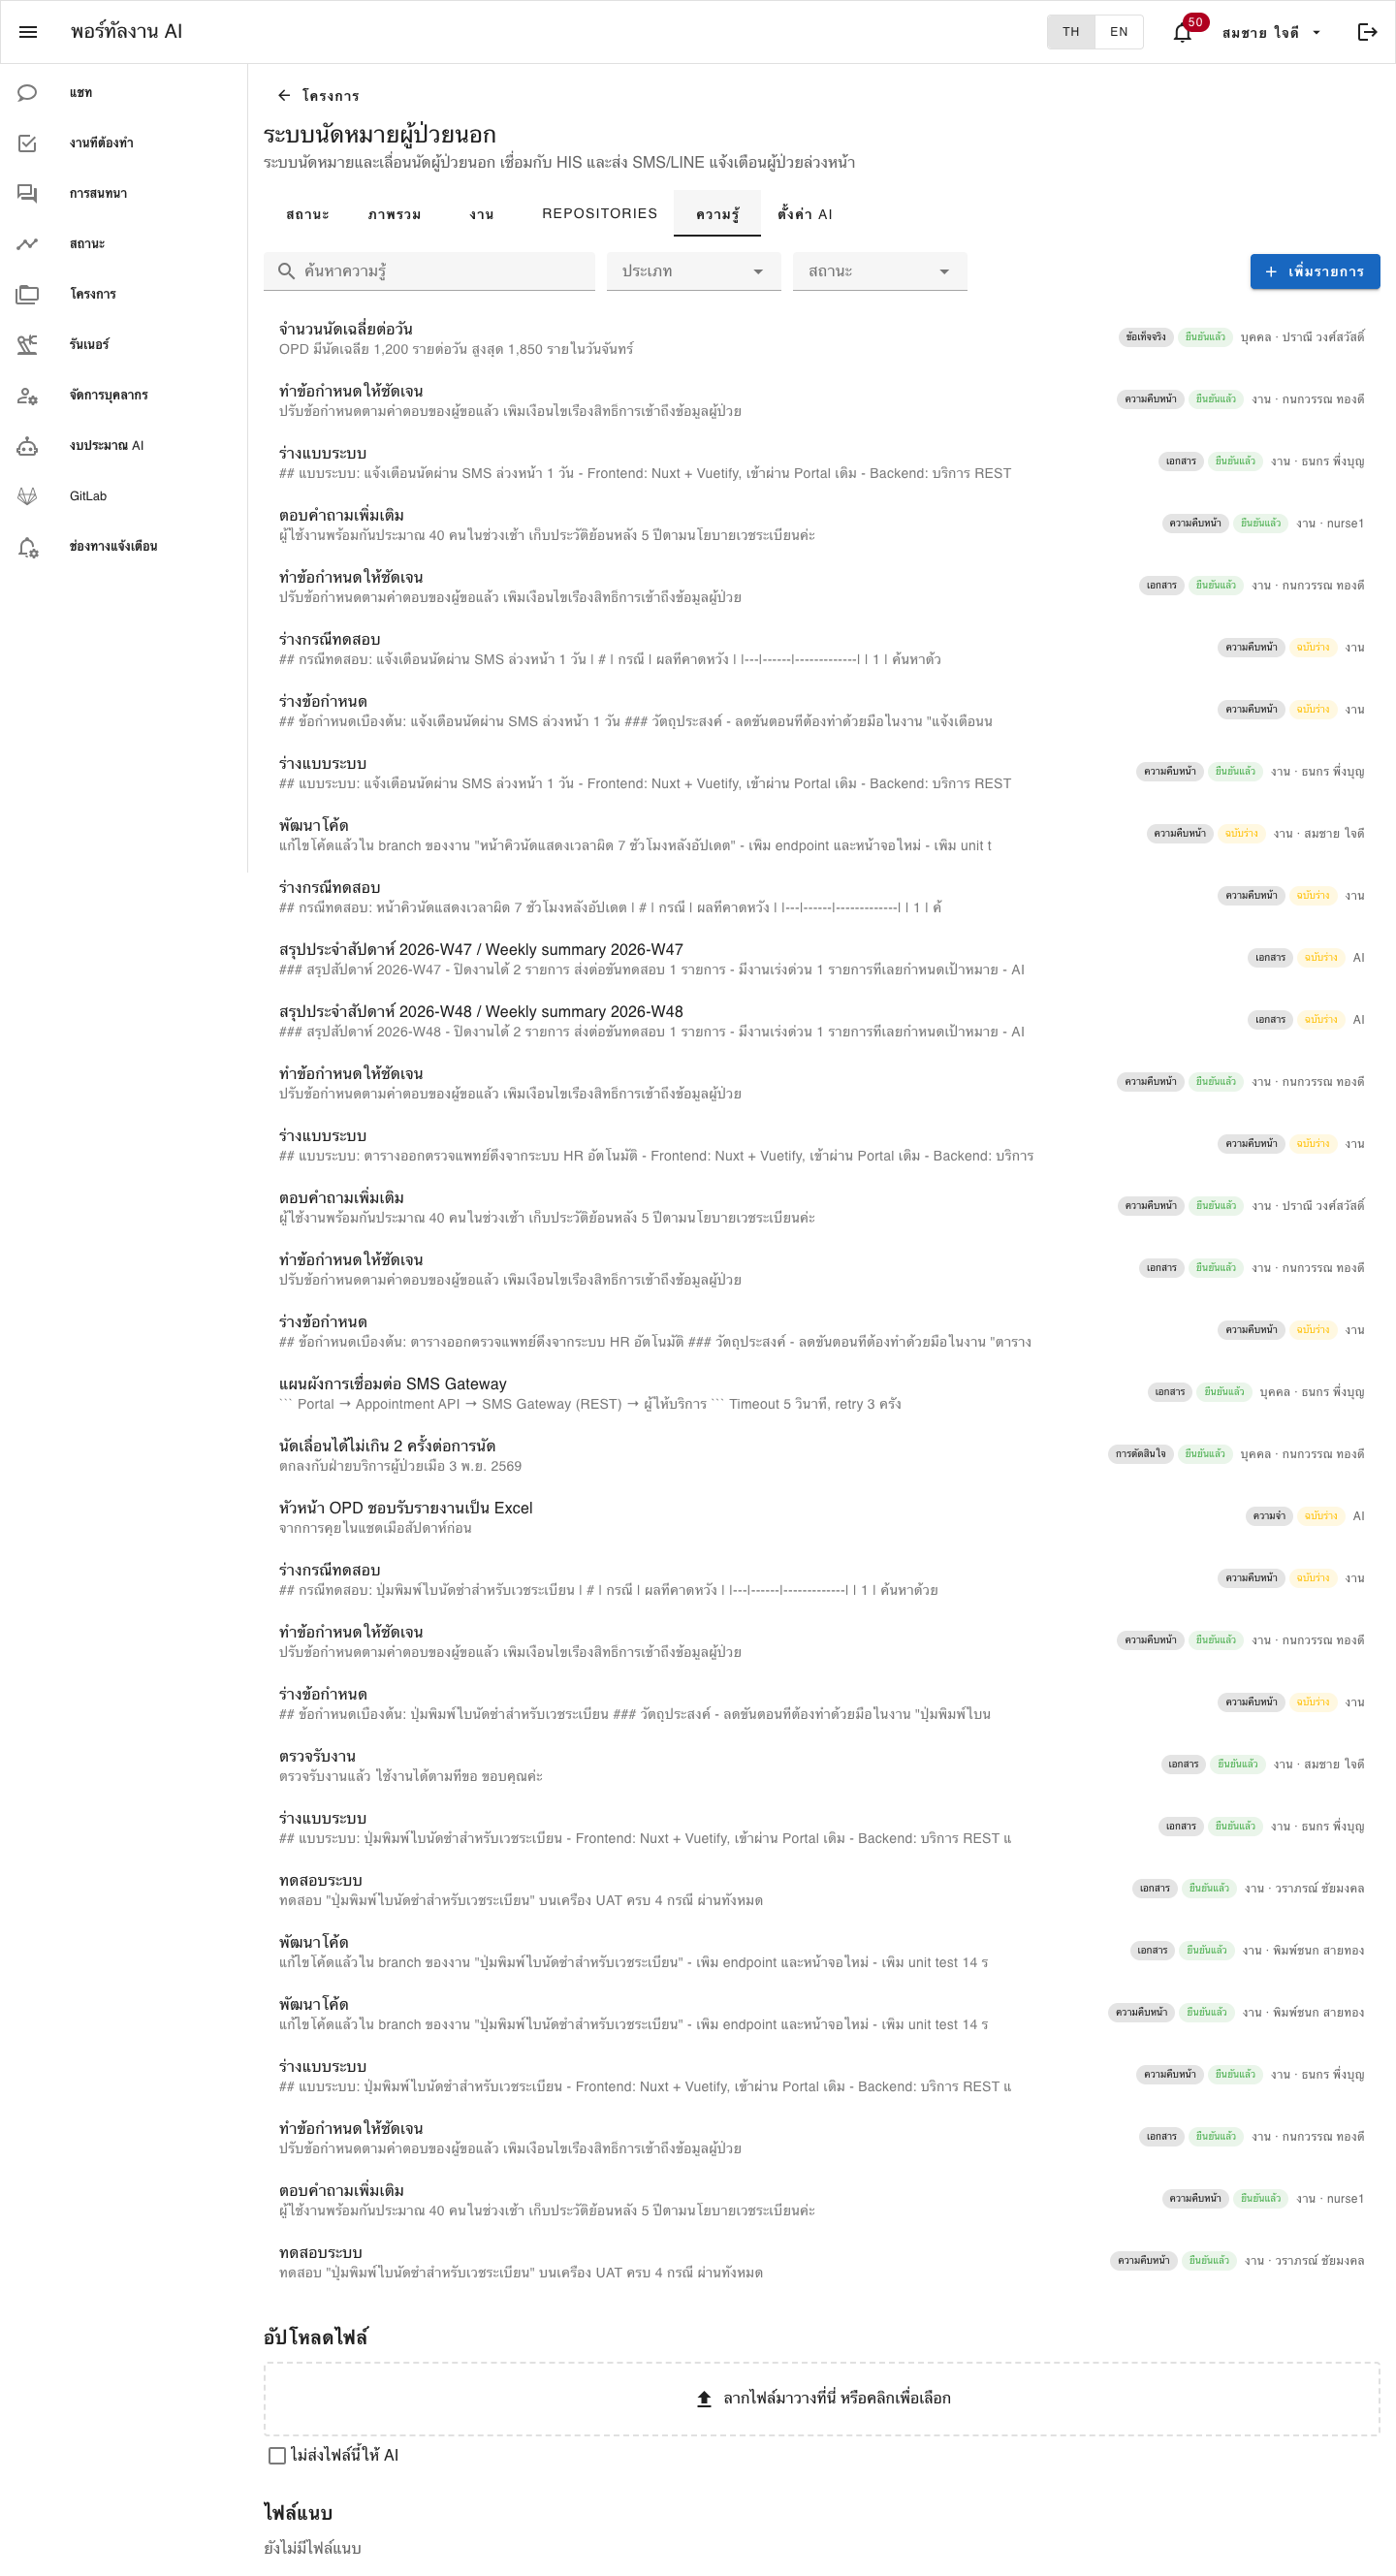 พอร์ทัลงาน AI
TH EN 50 สมชาย ใจดี
แชท
งานที่ต้องทำ
การสนทนา
สถานะ
โครงการ
รันเนอร์
จัดการบุคลากร
งบประมาณ AI
GitLab
ช่องทางแจ้งเตือน
โครงการ
ระบบนัดหมายผู้ป่วยนอก
ระบบนัดหมายและเลื่อนนัดผู้ป่วยนอก เชื่อมกับ HIS และส่ง SMS/LINE แจ้งเตือนผู้ป่วยล่วงหน้า
สถานะ ภาพรวม งาน REPOSITORIES ความรู้ ตั้งค่า AI
ค้นหาความรู้ ประเภท สถานะ เพิ่มรายการ
จำนวนนัดเฉลี่ยต่อวัน
OPD มีนัดเฉลี่ย 1,200 รายต่อวัน สูงสุด 1,850 รายในวันจันทร์
ข้อเท็จจริง ยืนยันแล้ว บุคคล · ปราณี วงศ์สวัสดิ์
ทำข้อกำหนดให้ชัดเจน
ปรับข้อกำหนดตามคำตอบของผู้ขอแล้ว เพิ่มเงื่อนไขเรื่องสิทธิ์การเข้าถึงข้อมูลผู้ป่วย
ความคืบหน้า ยืนยันแล้ว งาน · กนกวรรณ ทองดี
ร่างแบบระบบ
## แบบระบบ: แจ้งเตือนนัดผ่าน SMS ล่วงหน้า 1 วัน - Frontend: Nuxt + Vuetify, เข้าผ่าน Portal เดิม - Backend: บริการ REST
เอกสาร ยืนยันแล้ว งาน · ธนกร พึ่งบุญ
ตอบคำถามเพิ่มเติม
ผู้ใช้งานพร้อมกันประมาณ 40 คนในช่วงเช้า เก็บประวัติย้อนหลัง 5 ปีตามนโยบายเวชระเบียนค่ะ
ความคืบหน้า ยืนยันแล้ว งาน · nurse1
ทำข้อกำหนดให้ชัดเจน
ปรับข้อกำหนดตามคำตอบของผู้ขอแล้ว เพิ่มเงื่อนไขเรื่องสิทธิ์การเข้าถึงข้อมูลผู้ป่วย
เอกสาร ยืนยันแล้ว งาน · กนกวรรณ ทองดี
ร่างกรณีทดสอบ
## กรณีทดสอบ: แจ้งเตือนนัดผ่าน SMS ล่วงหน้า 1 วัน | # | กรณี | ผลที่คาดหวัง | |---|------|-------------| | 1 | ค้นหาด้ว
ความคืบหน้า ฉบับร่าง งาน
ร่างข้อกำหนด
## ข้อกำหนดเบื้องต้น: แจ้งเตือนนัดผ่าน SMS ล่วงหน้า 1 วัน ### วัตถุประสงค์ - ลดขั้นตอนที่ต้องทำด้วยมือในงาน "แจ้งเตือนน
ความคืบหน้า ฉบับร่าง งาน
ร่างแบบระบบ
## แบบระบบ: แจ้งเตือนนัดผ่าน SMS ล่วงหน้า 1 วัน - Frontend: Nuxt + Vuetify, เข้าผ่าน Portal เดิม - Backend: บริการ REST
ความคืบหน้า ยืนยันแล้ว งาน · ธนกร พึ่งบุญ
พัฒนาโค้ด
แก้ไขโค้ดแล้วใน branch ของงาน "หน้าคิวนัดแสดงเวลาผิด 7 ชั่วโมงหลังอัปเดต" - เพิ่ม endpoint และหน้าจอใหม่ - เพิ่ม unit t
ความคืบหน้า ฉบับร่าง งาน · สมชาย ใจดี
ร่างกรณีทดสอบ
## กรณีทดสอบ: หน้าคิวนัดแสดงเวลาผิด 7 ชั่วโมงหลังอัปเดต | # | กรณี | ผลที่คาดหวัง | |---|------|-------------| | 1 | ค้
ความคืบหน้า ฉบับร่าง งาน
สรุปประจำสัปดาห์ 2026-W47 / Weekly summary 2026-W47
### สรุปสัปดาห์ 2026-W47 - ปิดงานได้ 2 รายการ ส่งต่อขั้นทดสอบ 1 รายการ - มีงานเร่งด่วน 1 รายการที่เลยกำหนดเป้าหมาย - AI
เอกสาร ฉบับร่าง AI
สรุปประจำสัปดาห์ 2026-W48 / Weekly summary 2026-W48
### สรุปสัปดาห์ 2026-W48 - ปิดงานได้ 2 รายการ ส่งต่อขั้นทดสอบ 1 รายการ - มีงานเร่งด่วน 1 รายการที่เลยกำหนดเป้าหมาย - AI
เอกสาร ฉบับร่าง AI
ทำข้อกำหนดให้ชัดเจน
ปรับข้อกำหนดตามคำตอบของผู้ขอแล้ว เพิ่มเงื่อนไขเรื่องสิทธิ์การเข้าถึงข้อมูลผู้ป่วย
ความคืบหน้า ยืนยันแล้ว งาน · กนกวรรณ ทองดี
ร่างแบบระบบ
## แบบระบบ: ตารางออกตรวจแพทย์ดึงจากระบบ HR อัตโนมัติ - Frontend: Nuxt + Vuetify, เข้าผ่าน Portal เดิม - Backend: บริการ
ความคืบหน้า ฉบับร่าง งาน
ตอบคำถามเพิ่มเติม
ผู้ใช้งานพร้อมกันประมาณ 40 คนในช่วงเช้า เก็บประวัติย้อนหลัง 5 ปีตามนโยบายเวชระเบียนค่ะ
ความคืบหน้า ยืนยันแล้ว งาน · ปราณี วงศ์สวัสดิ์
ทำข้อกำหนดให้ชัดเจน
ปรับข้อกำหนดตามคำตอบของผู้ขอแล้ว เพิ่มเงื่อนไขเรื่องสิทธิ์การเข้าถึงข้อมูลผู้ป่วย
เอกสาร ยืนยันแล้ว งาน · กนกวรรณ ทองดี
ร่างข้อกำหนด
## ข้อกำหนดเบื้องต้น: ตารางออกตรวจแพทย์ดึงจากระบบ HR อัตโนมัติ ### วัตถุประสงค์ - ลดขั้นตอนที่ต้องทำด้วยมือในงาน "ตาราง
ความคืบหน้า ฉบับร่าง งาน
แผนผังการเชื่อมต่อ SMS Gateway
``` Portal → Appointment API → SMS Gateway (REST) → ผู้ให้บริการ ``` Timeout 5 วินาที, retry 3 ครั้ง
เอกสาร ยืนยันแล้ว บุคคล · ธนกร พึ่งบุญ
นัดเลื่อนได้ไม่เกิน 2 ครั้งต่อการนัด
ตกลงกับฝ่ายบริการผู้ป่วยเมื่อ 3 พ.ย. 2569
การตัดสินใจ ยืนยันแล้ว บุคคล · กนกวรรณ ทองดี
หัวหน้า OPD ชอบรับรายงานเป็น Excel
จากการคุยในแชตเมื่อสัปดาห์ก่อน
ความจำ ฉบับร่าง AI
ร่างกรณีทดสอบ
## กรณีทดสอบ: ปุ่มพิมพ์ใบนัดซ้ำสำหรับเวชระเบียน | # | กรณี | ผลที่คาดหวัง | |---|------|-------------| | 1 | ค้นหาด้วย
ความคืบหน้า ฉบับร่าง งาน
ทำข้อกำหนดให้ชัดเจน
ปรับข้อกำหนดตามคำตอบของผู้ขอแล้ว เพิ่มเงื่อนไขเรื่องสิทธิ์การเข้าถึงข้อมูลผู้ป่วย
ความคืบหน้า ยืนยันแล้ว งาน · กนกวรรณ ทองดี
ร่างข้อกำหนด
## ข้อกำหนดเบื้องต้น: ปุ่มพิมพ์ใบนัดซ้ำสำหรับเวชระเบียน ### วัตถุประสงค์ - ลดขั้นตอนที่ต้องทำด้วยมือในงาน "ปุ่มพิมพ์ใบน
ความคืบหน้า ฉบับร่าง งาน
ตรวจรับงาน
ตรวจรับงานแล้ว ใช้งานได้ตามที่ขอ ขอบคุณค่ะ
เอกสาร ยืนยันแล้ว งาน · สมชาย ใจดี
ร่างแบบระบบ
## แบบระบบ: ปุ่มพิมพ์ใบนัดซ้ำสำหรับเวชระเบียน - Frontend: Nuxt + Vuetify, เข้าผ่าน Portal เดิม - Backend: บริการ REST แ
เอกสาร ยืนยันแล้ว งาน · ธนกร พึ่งบุญ
ทดสอบระบบ
ทดสอบ "ปุ่มพิมพ์ใบนัดซ้ำสำหรับเวชระเบียน" บนเครื่อง UAT ครบ 4 กรณี ผ่านทั้งหมด
เอกสาร ยืนยันแล้ว งาน · วราภรณ์ ชัยมงคล
พัฒนาโค้ด
แก้ไขโค้ดแล้วใน branch ของงาน "ปุ่มพิมพ์ใบนัดซ้ำสำหรับเวชระเบียน" - เพิ่ม endpoint และหน้าจอใหม่ - เพิ่ม unit test 14 ร
เอกสาร ยืนยันแล้ว งาน · พิมพ์ชนก สายทอง
พัฒนาโค้ด
แก้ไขโค้ดแล้วใน branch ของงาน "ปุ่มพิมพ์ใบนัดซ้ำสำหรับเวชระเบียน" - เพิ่ม endpoint และหน้าจอใหม่ - เพิ่ม unit test 14 ร
ความคืบหน้า ยืนยันแล้ว งาน · พิมพ์ชนก สายทอง
ร่างแบบระบบ
## แบบระบบ: ปุ่มพิมพ์ใบนัดซ้ำสำหรับเวชระเบียน - Frontend: Nuxt + Vuetify, เข้าผ่าน Portal เดิม - Backend: บริการ REST แ
ความคืบหน้า ยืนยันแล้ว งาน · ธนกร พึ่งบุญ
ทำข้อกำหนดให้ชัดเจน
ปรับข้อกำหนดตามคำตอบของผู้ขอแล้ว เพิ่มเงื่อนไขเรื่องสิทธิ์การเข้าถึงข้อมูลผู้ป่วย
เอกสาร ยืนยันแล้ว งาน · กนกวรรณ ทองดี
ตอบคำถามเพิ่มเติม
ผู้ใช้งานพร้อมกันประมาณ 40 คนในช่วงเช้า เก็บประวัติย้อนหลัง 5 ปีตามนโยบายเวชระเบียนค่ะ
ความคืบหน้า ยืนยันแล้ว งาน · nurse1
ทดสอบระบบ
ทดสอบ "ปุ่มพิมพ์ใบนัดซ้ำสำหรับเวชระเบียน" บนเครื่อง UAT ครบ 4 กรณี ผ่านทั้งหมด
ความคืบหน้า ยืนยันแล้ว งาน · วราภรณ์ ชัยมงคล
อัปโหลดไฟล์
ลากไฟล์มาวางที่นี่ หรือคลิกเพื่อเลือก
ไม่ส่งไฟล์นี้ให้ AI
ไฟล์แนบ
ยังไม่มีไฟล์แนบ